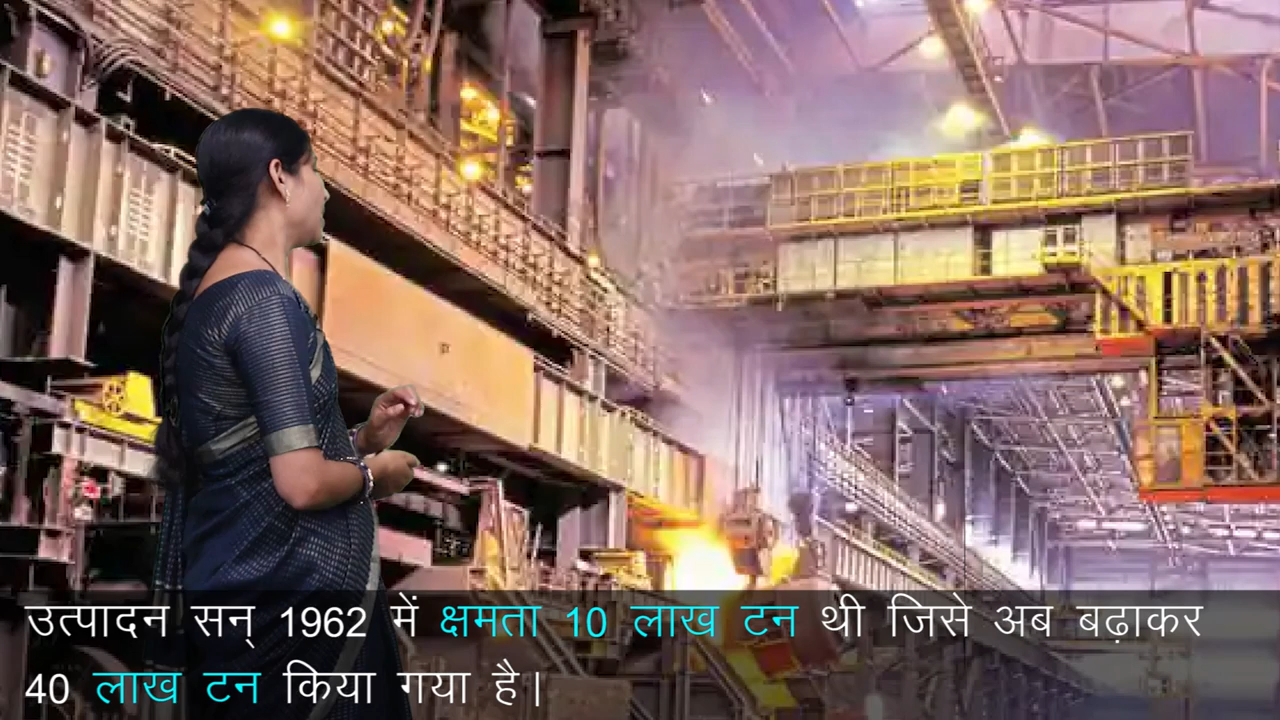 उत्पादन सन् 1962 में क्षमता 10 लाख टन थी जिसे अब बढ़ाकर
40 लाख टन किया गया है।